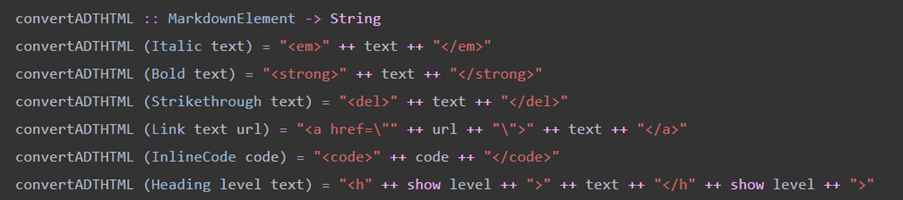 convertADTHTML :: MarkdownElement -> String
convertADTHTML (Italic text) = "<em>" ++ text ++ "</em>"
convertADTHTML (Bold text) = "<strong>" ++ text ++ "</strong>"
convertADTHTML (Strikethrough text) = "<del>" ++ text ++ "</del>"
convertADTHTML (Link text url) = "<a href=\"" ++ url ++ "\">" ++ text ++ "</a>"
convertADTHTML (InlineCode code) = "<code>" ++ code ++ "</code>"
convertADTHTML (Heading level text) = "<h" ++ show level ++ ">" ++ text ++ "</h" ++ show level ++ ">"